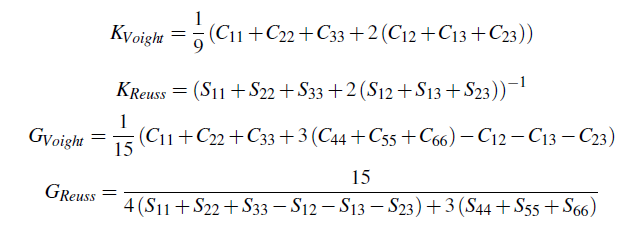 K_{Voight} = \frac{1}{9} (C_{11} + C_{22} + C_{33} + 2 (C_{12} + C_{13} + C_{23}))
K_{Reuss} = (S_{11} + S_{22} + S_{33} + 2 (S_{12} + S_{13} + S_{23}))^{-1}
G_{Voight} = \frac{1}{15} (C_{11} + C_{22} + C_{33} + 3 (C_{44} + C_{55} + C_{66}) - C_{12} - C_{13} - C_{23})
G_{Reuss} = \frac{15}{4 (S_{11} + S_{22} + S_{33} - S_{12} - S_{13} - S_{23}) + 3 (S_{44} + S_{55} + S_{66})}